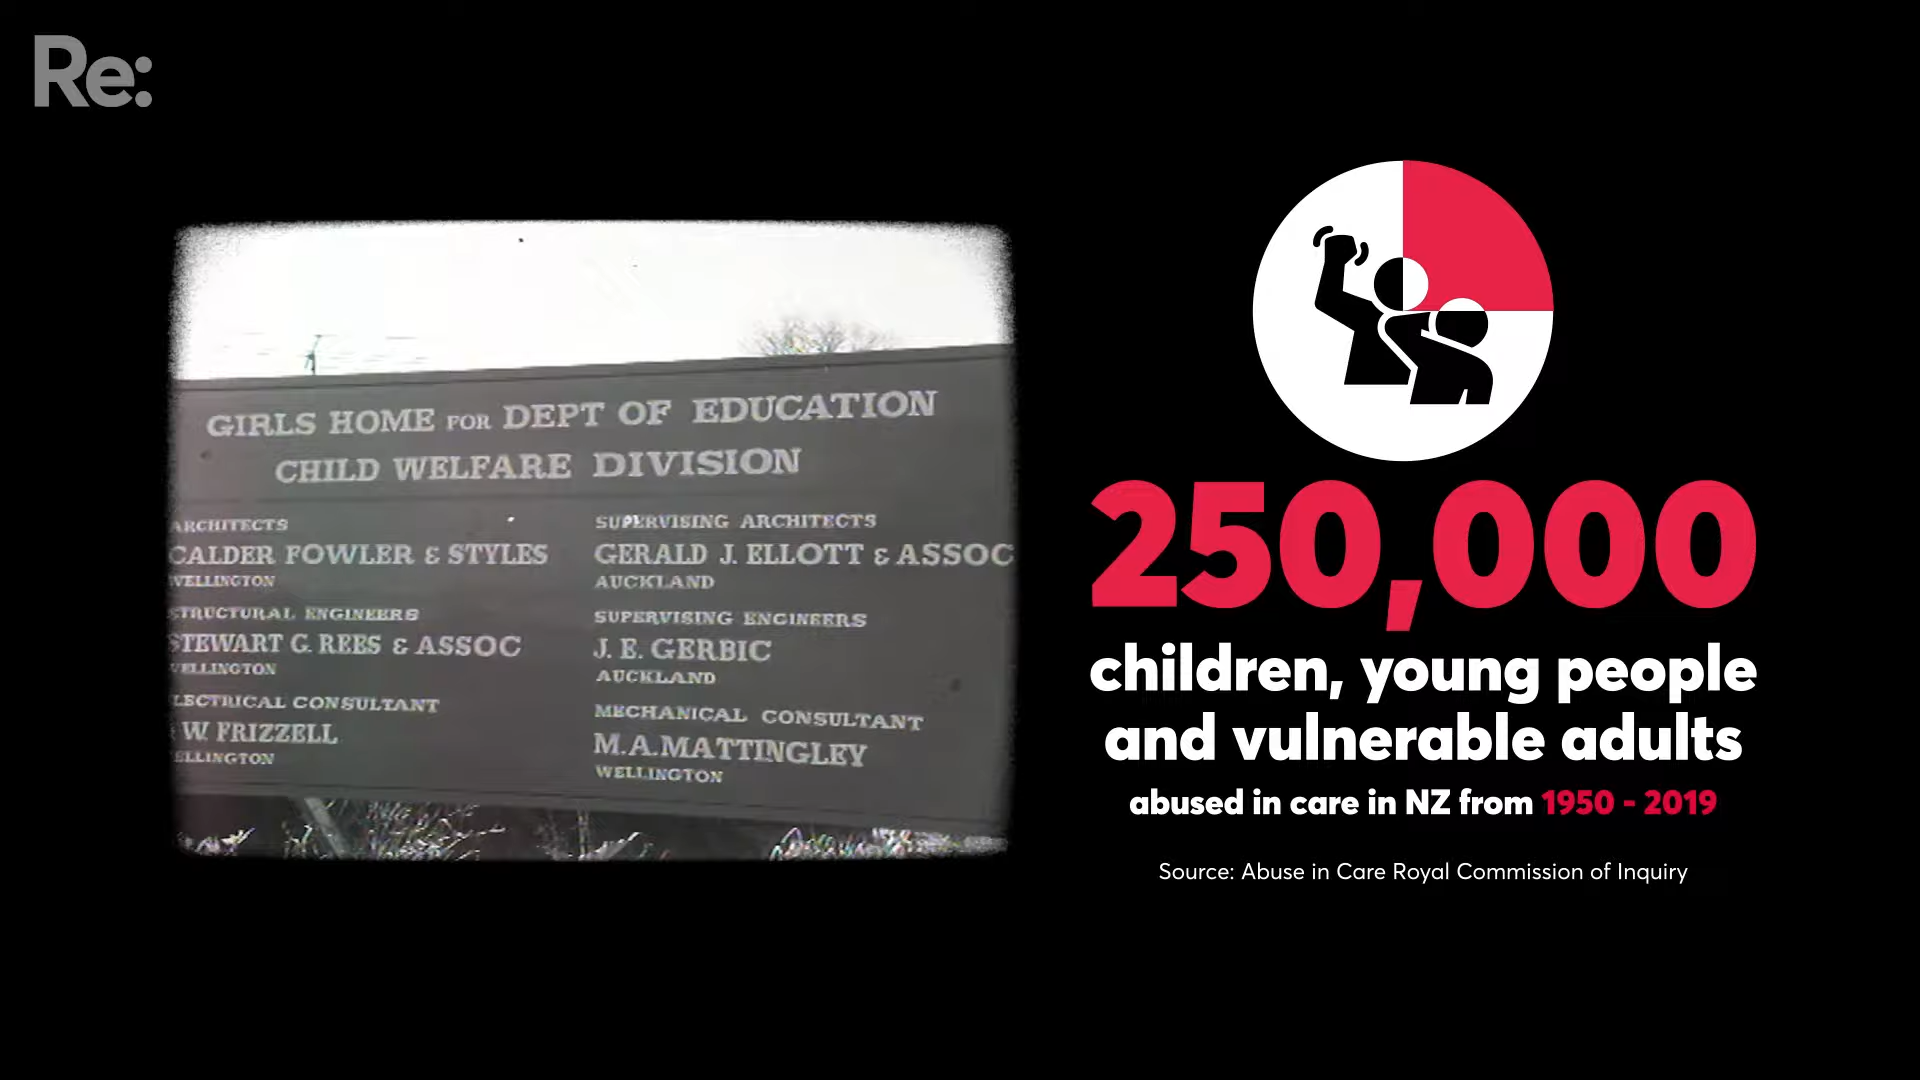 Re:
GIRLS HOME FOR DEPT OF EDUCATION
CHILD WELFARE DIVISION
ARCHITECTS
CALDER FOWLER & STYLES
WELLINGTON
STRUCTURAL ENGINEERS
STEWART G. REES & ASSOC
WELLINGTON
ELECTRICAL CONSULTANT
W. FRIZZELL
WELLINGTON
SUPERVISING ARCHITECTS
GERALD J. ELLOTT & ASSOC
AUCKLAND
SUPERVISING ENGINEERS
J. E. GERBIC
AUCKLAND
MECHANICAL CONSULTANT
M.A.MATTINGLEY
WELLINGTON
250,000
children, young people
and vulnerable adults
abused in care in NZ from 1950 - 2019
Source: Abuse in Care Royal Commission of Inquiry